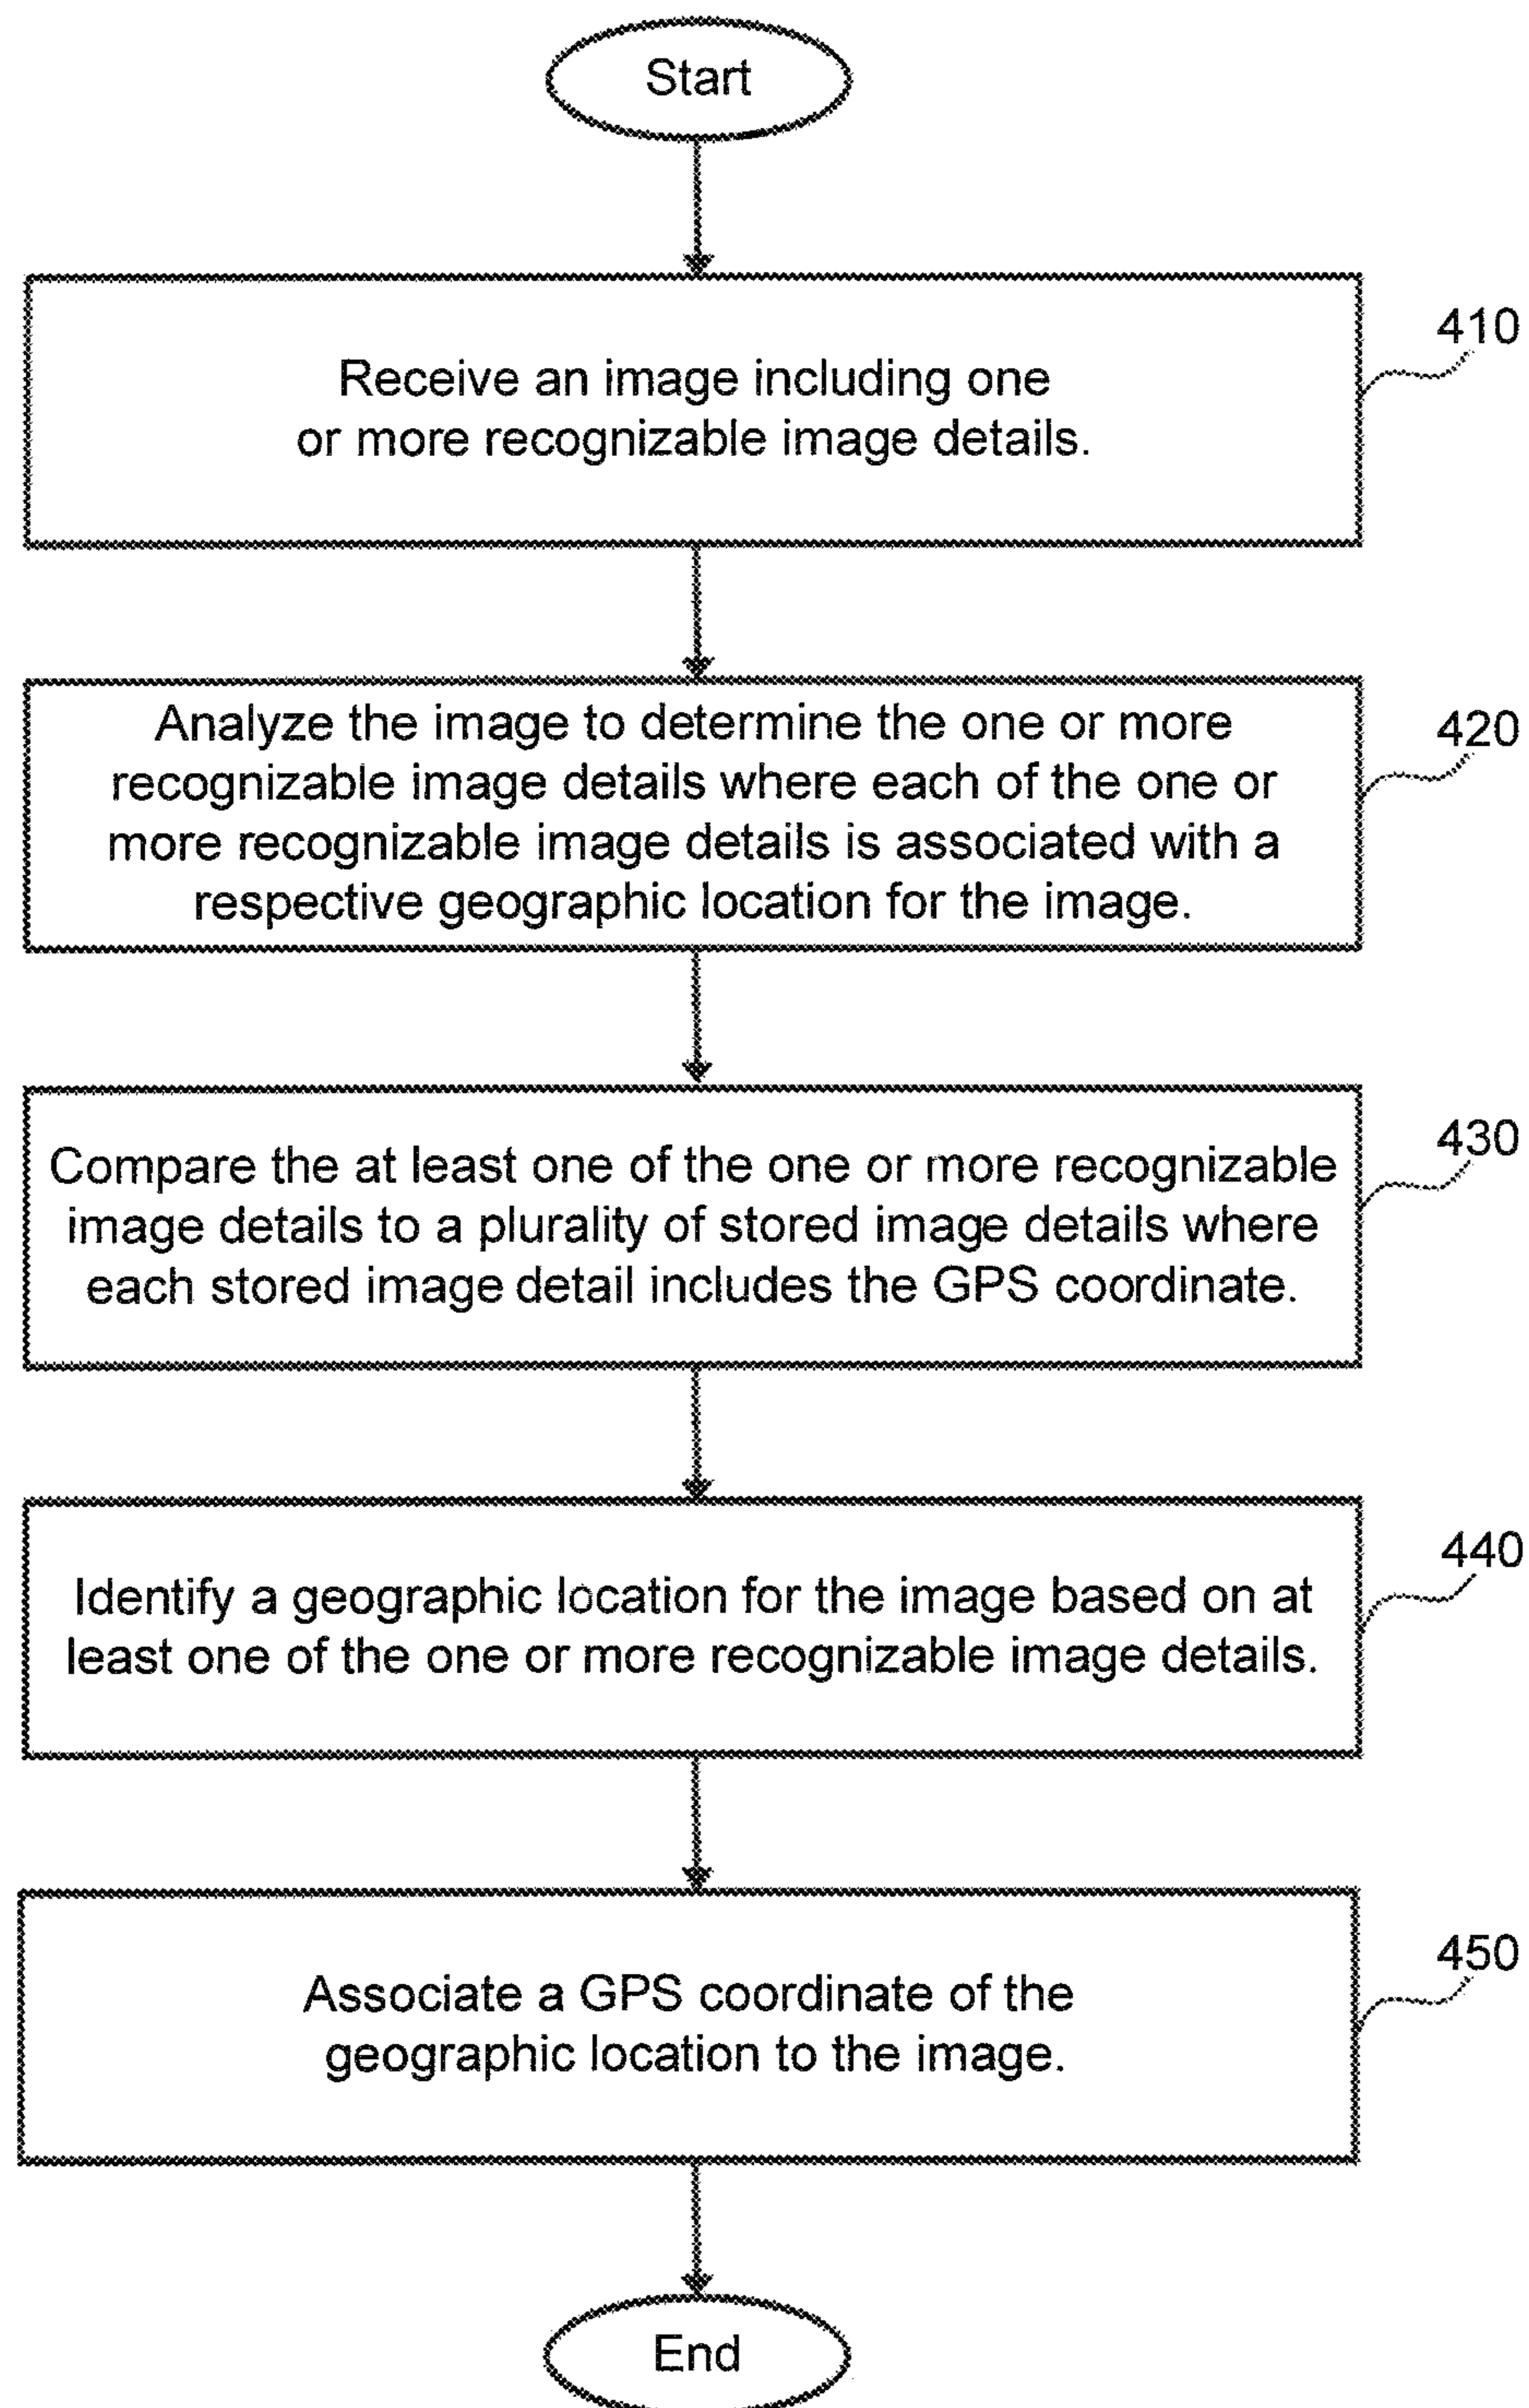 Start
410
Receive an image including one
or more recognizable image details.
420
Analyze the image to determine the one or more
recognizable image details where each of the one or
more recognizable image details is associated with a
respective geographic location for the image.
430
Compare the at least one of the one or more recognizable
image details to a plurality of stored image details where
each stored image detail includes the GPS coordinate.
440
Identify a geographic location for the image based on at
least one of the one or more recognizable image details.
450
Associate a GPS coordinate of the
geographic location to the image.
End